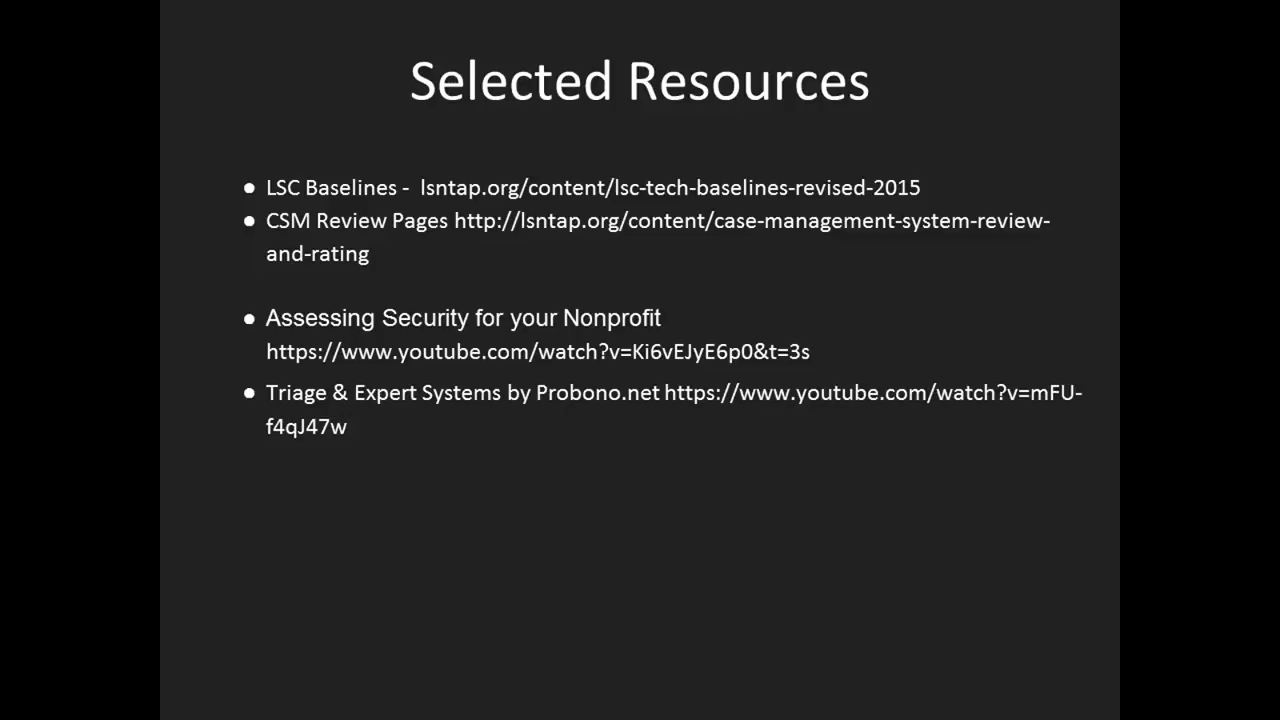 Selected Resources
● LSC Baselines - lsntap.org/content/lsc-tech-baselines-revised-2015
● CSM Review Pages http://lsntap.org/content/case-management-system-review-
and-rating
● Assessing Security for your Nonprofit
https://www.youtube.com/watch?v=Ki6vEJyE6p0&t=3s
● Triage & Expert Systems by Probono.net https://www.youtube.com/watch?v=mFU-
f4qJ47w